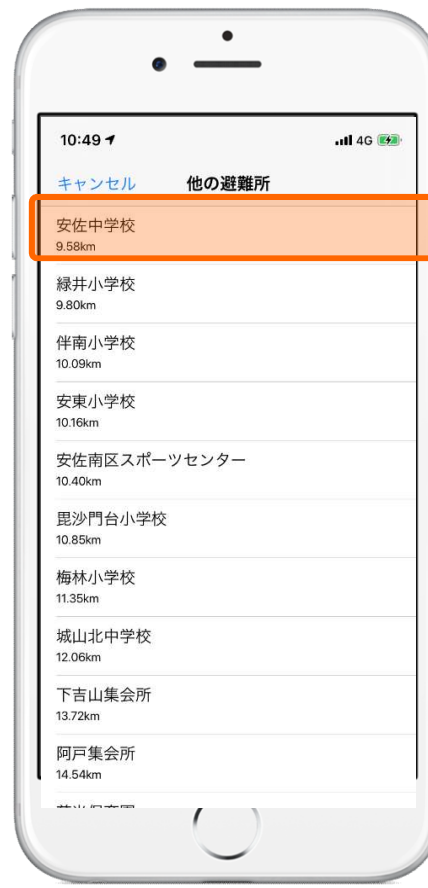 10:49
4G
キャンセル
他の避難所
安佐中学校
9.58km
緑井小学校
9.80km
伴南小学校
10.09km
安東小学校
10.16km
安佐南区スポーツセンター
10.40km
毘沙門台小学校
10.85km
梅林小学校
11.35km
城山北中学校
12.06km
下吉山集会所
13.72km
阿戸集会所
14.54km